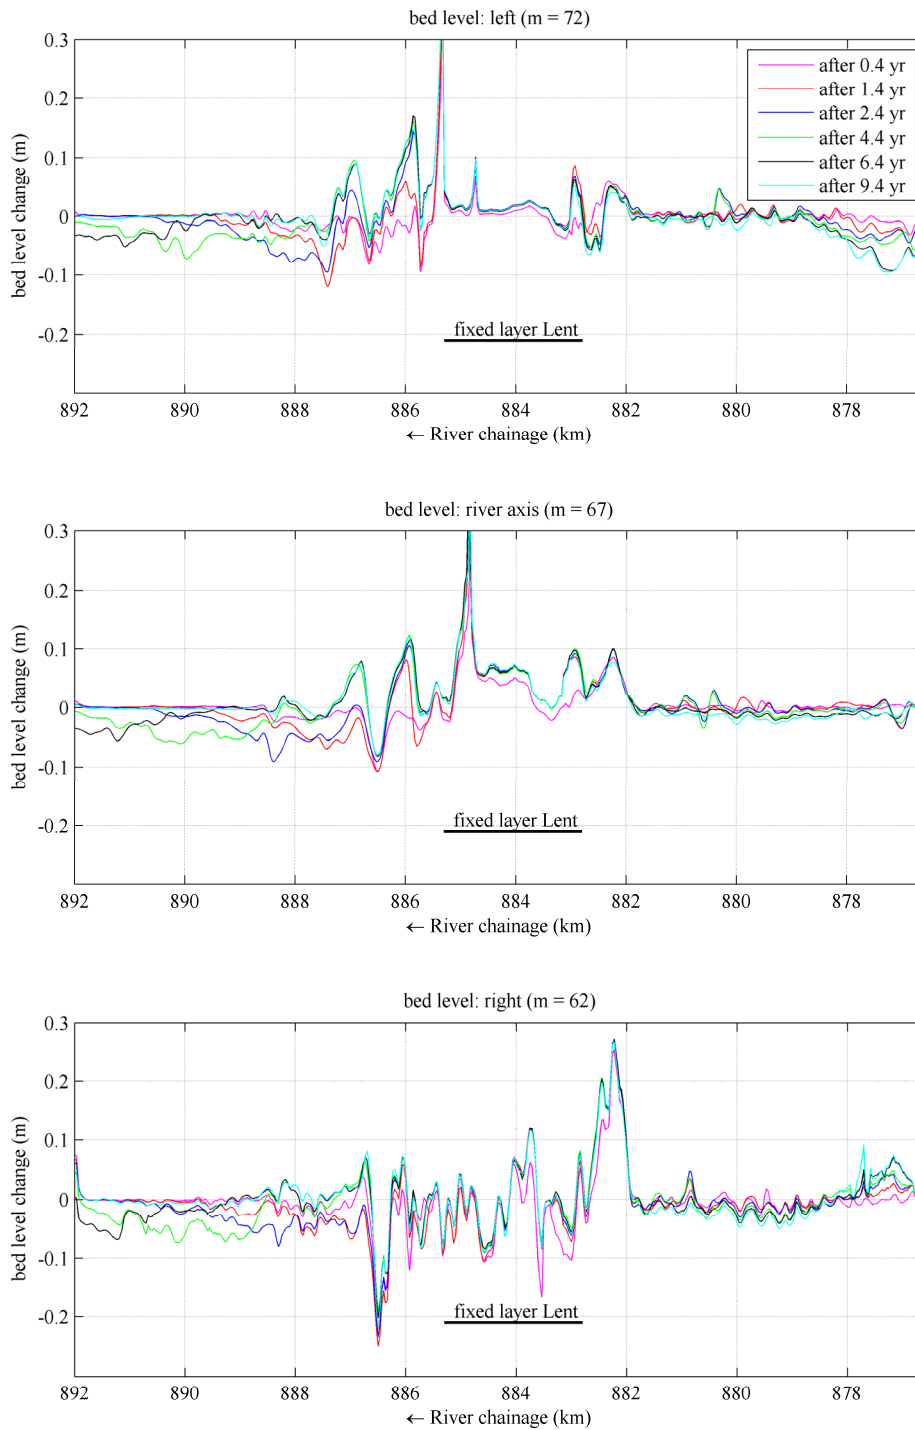 bed level: left (m = 72)
0.3
0.2
0.1
0
-0.1
-0.2
bed level change (m)
after 0.4 yr
after 1.4 yr
after 2.4 yr
after 4.4 yr
after 6.4 yr
after 9.4 yr
fixed layer Lent
892 890 888 886 884 882 880 878
← River chainage (km)
bed level: river axis (m = 67)
0.3
0.2
0.1
0
-0.1
-0.2
bed level change (m)
fixed layer Lent
892 890 888 886 884 882 880 878
← River chainage (km)
bed level: right (m = 62)
0.3
0.2
0.1
0
-0.1
-0.2
bed level change (m)
fixed layer Lent
892 890 888 886 884 882 880 878
← River chainage (km)